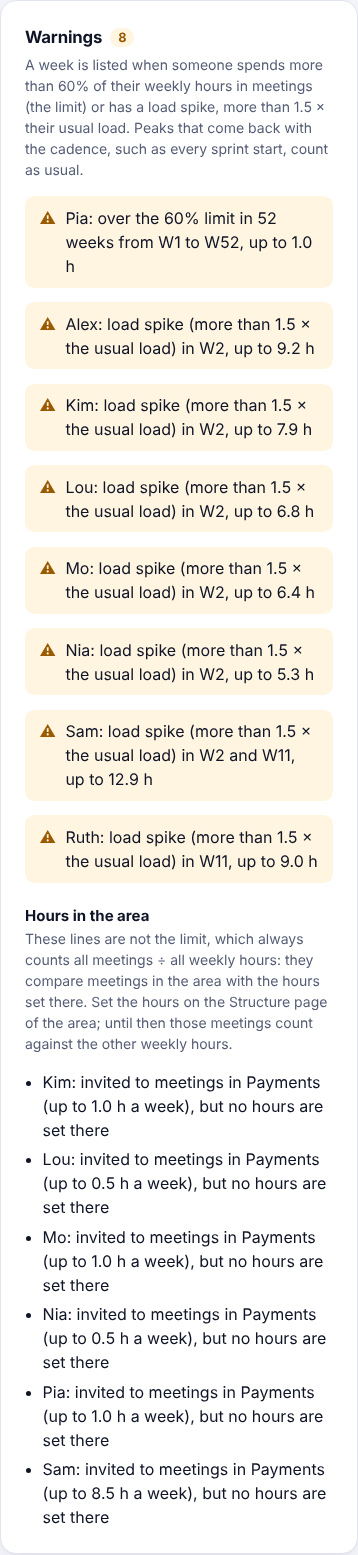 Warnings 8
A week is listed when someone spends more
than 60% of their weekly hours in meetings
(the limit) or has a load spike, more than 1.5 ×
their usual load. Peaks that come back with
the cadence, such as every sprint start, count
as usual.
Pia: over the 60% limit in 52
weeks from W1 to W52, up to 1.0
h
Alex: load spike (more than 1.5 ×
the usual load) in W2, up to 9.2 h
Kim: load spike (more than 1.5 ×
the usual load) in W2, up to 7.9 h
Lou: load spike (more than 1.5 ×
the usual load) in W2, up to 6.8 h
Mo: load spike (more than 1.5 ×
the usual load) in W2, up to 6.4 h
Nia: load spike (more than 1.5 ×
the usual load) in W2, up to 5.3 h
Sam: load spike (more than 1.5 ×
the usual load) in W2 and W11,
up to 12.9 h
Ruth: load spike (more than 1.5 ×
the usual load) in W11, up to 9.0 h
Hours in the area
These lines are not the limit, which always
counts all meetings ÷ all weekly hours: they
compare meetings in the area with the hours
set there. Set the hours on the Structure page
of the area; until then those meetings count
against the other weekly hours.
• Kim: invited to meetings in Payments
(up to 1.0 h a week), but no hours are
set there
• Lou: invited to meetings in Payments
(up to 0.5 h a week), but no hours are
set there
• Mo: invited to meetings in Payments
(up to 1.0 h a week), but no hours are
set there
• Nia: invited to meetings in Payments
(up to 0.5 h a week), but no hours are
set there
• Pia: invited to meetings in Payments
(up to 1.0 h a week), but no hours are
set there
• Sam: invited to meetings in Payments
(up to 8.5 h a week), but no hours are
set there